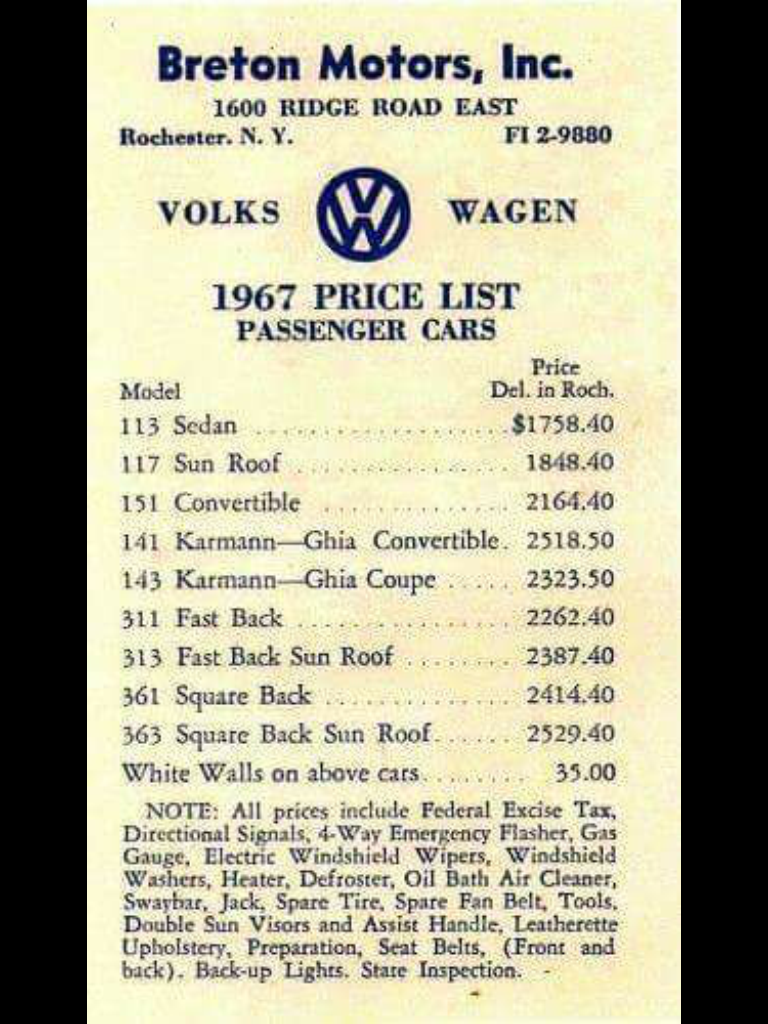 Breton Motors, Inc.
1600 RIDGE ROAD EAST
Rochester. N. Y. FI 2-9880
VOLKS VW WAGEN
1967 PRICE LIST
PASSENGER CARS
Price
Model Del. in Roch.
113 Sedan . . . . . . . . . . . . . . . . . . . . $1758.40
117 Sun Roof . . . . . . . . . . . . . . . . . 1848.40
151 Convertible . . . . . . . . . . . . . . . 2164.40
141 Karmann—Ghia Convertible. 2518.50
143 Karmann—Ghia Coupe . . . . . 2323.50
311 Fast Back . . . . . . . . . . . . . . . . . 2262.40
313 Fast Back Sun Roof . . . . . . . . 2387.40
361 Square Back . . . . . . . . . . . . . . 2414.40
363 Square Back Sun Roof. . . . . . 2529.40
White Walls on above cars. . . . . . . . 35.00
NOTE: All prices include Federal Excise Tax,
Directional Signals, 4-Way Emergency Flasher, Gas
Gauge, Electric Windshield Wipers, Windshield
Washers, Heater, Defroster, Oil Bath Air Cleaner,
Swaybar, Jack, Spare Tire, Spare Fan Belt, Tools,
Double Sun Visors and Assist Handle, Leatherette
Upholstery, Preparation, Seat Belts, (Front and
back). Back-up Lights. State Inspection.